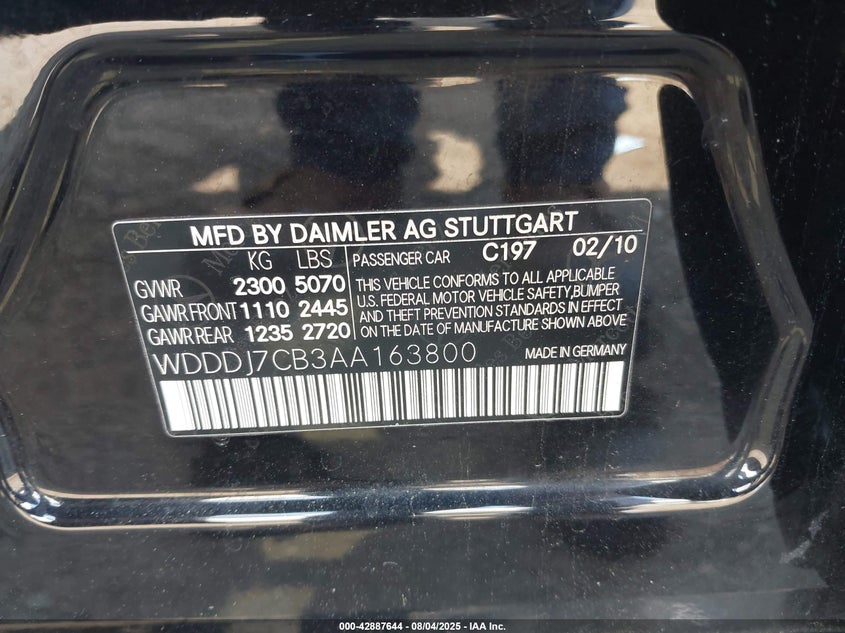 MFD BY DAIMLER AG STUTTGART
KG LBS PASSENGER CAR C197 02/10
GVWR 2300 5070 THIS VEHICLE CONFORMS TO ALL APPLICABLE
U.S. FEDERAL MOTOR VEHICLE SAFETY, BUMPER
GAWR FRONT 1110 2445 AND THEFT PREVENTION STANDARDS IN EFFECT
GAWR REAR 1235 2720 ON THE DATE OF MANUFACTURE SHOWN ABOVE
WDDDJ7CB3AA163800 MADE IN GERMANY
000-42887644 - 08/04/2025 - IAA Inc.